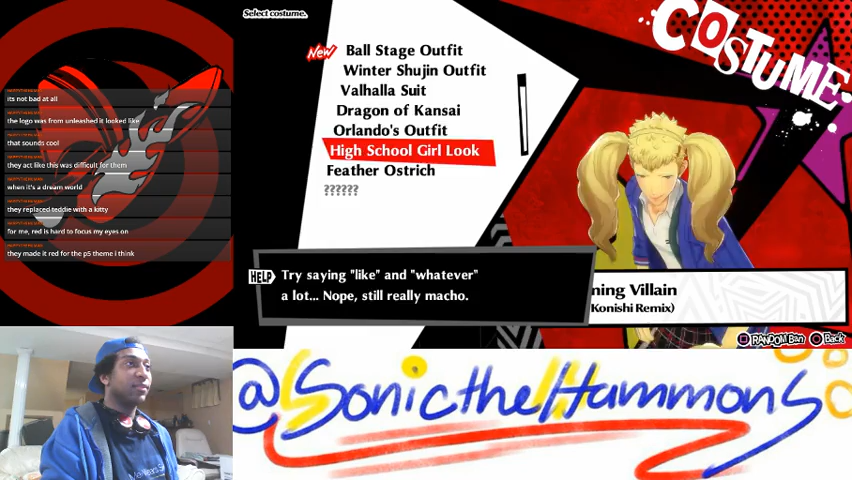 Select costume.
COSTUME
New
Ball Stage Outfit
Winter Shujin Outfit
Valhalla Suit
Dragon of Kansai
Orlando's Outfit
High School Girl Look
Feather Ostrich
??????
HELP
Try saying "like" and "whatever"
a lot... Nope, still really macho.
ning Villain
Konishi Remix)
RANDOM Ban
Back
its not bad at all
the logo was from unleashed it looked like
that sounds cool
they act like this was difficult for them
when it's a dream world
they replaced teddie with a kitty
for me, red is hard to focus my eyes on
they made it red for the p5 theme i think
@SonictheHammons